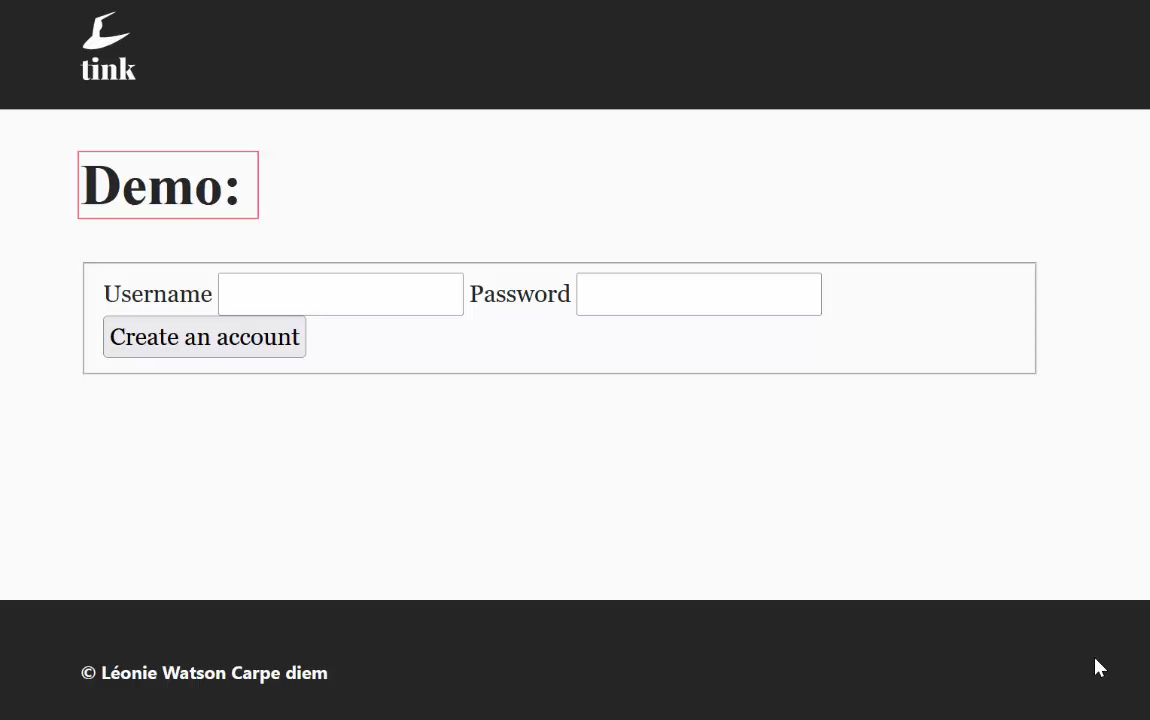 tink
Demo:
Username Password
Create an account
© Léonie Watson Carpe diem